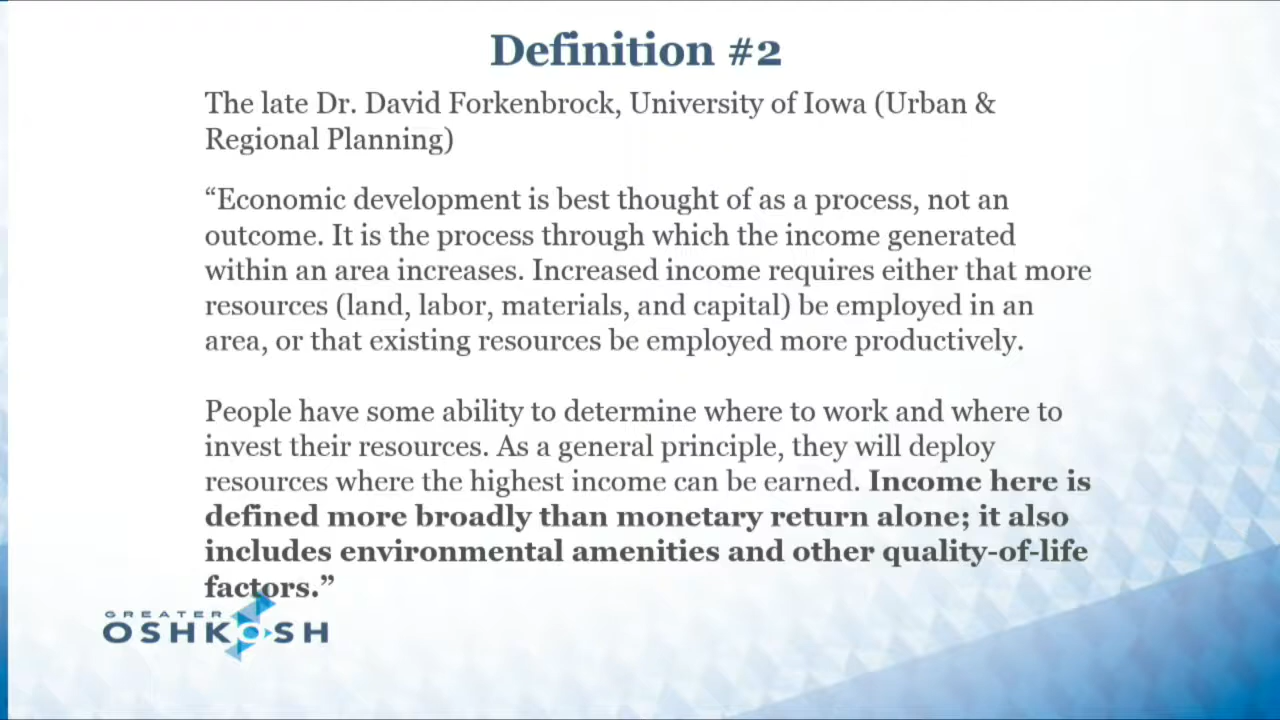 Definition #2
The late Dr. David Forkenbrock, University of Iowa (Urban &
Regional Planning)
“Economic development is best thought of as a process, not an
outcome. It is the process through which the income generated
within an area increases. Increased income requires either that more
resources (land, labor, materials, and capital) be employed in an
area, or that existing resources be employed more productively.
People have some ability to determine where to work and where to
invest their resources. As a general principle, they will deploy
resources where the highest income can be earned. Income here is
defined more broadly than monetary return alone; it also
includes environmental amenities and other quality-of-life
factors.”
GREATER
OSHKOSH